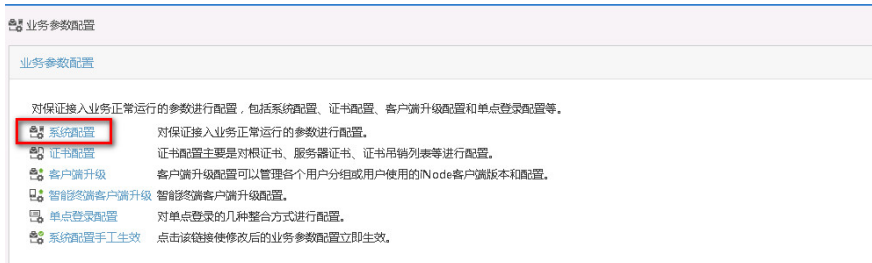 业务参数配置
业务参数配置
对保证接入业务正常运行的参数进行配置，包括系统配置、证书配置、客户端升级配置和单点登录配置等。
系统配置 对保证接入业务正常运行的参数进行配置。
证书配置 证书配置主要是对根证书、服务器证书、证书吊销列表等进行配置。
客户端升级 客户端升级配置可以管理各个用户分组或用户使用的iNode客户端版本和配置。
智能终端客户端升级 智能终端客户端升级配置。
单点登录配置 对单点登录的几种整合方式进行配置。
系统配置手工生效 点击该链接使修改后的业务参数配置立即生效。